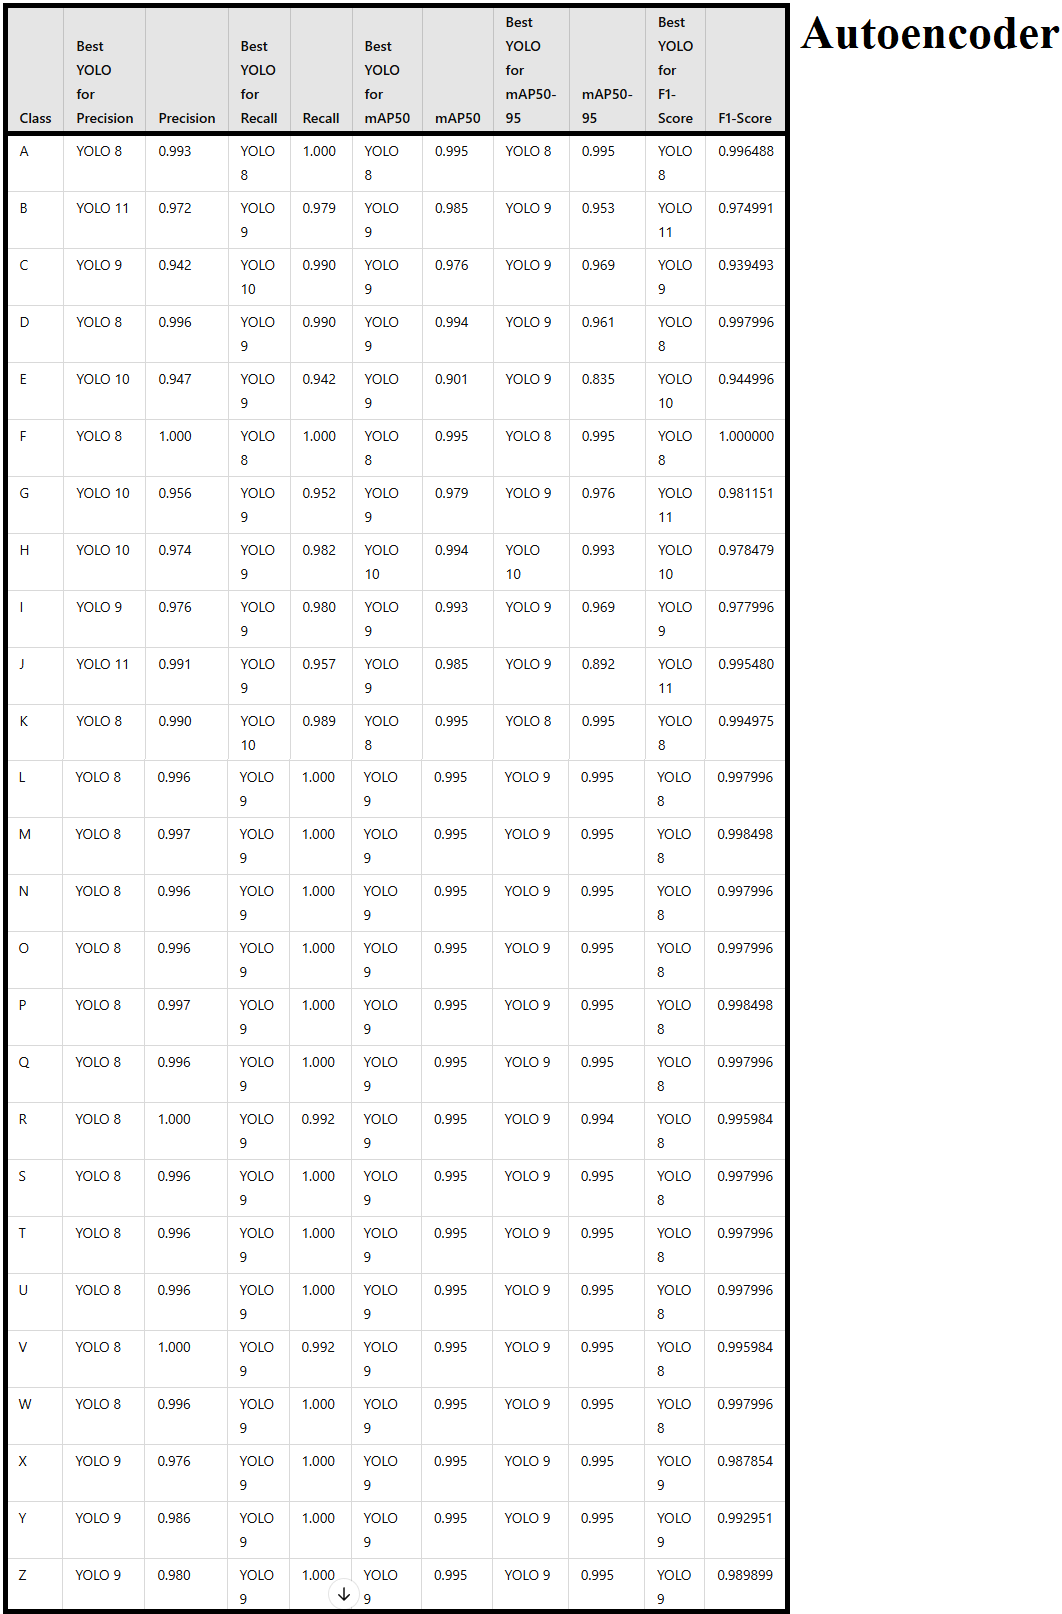 Autoencoder
Class Best YOLO for Precision Precision Best YOLO for Recall Recall Best YOLO for mAP50 mAP50 Best YOLO for mAP50-95 mAP50-95 Best YOLO for F1-Score F1-Score
A YOLO 8 0.993 YOLO 8 1.000 YOLO 8 0.995 YOLO 8 0.995 YOLO 8 0.996488
B YOLO 11 0.972 YOLO 9 0.979 YOLO 9 0.985 YOLO 9 0.953 YOLO 11 0.974991
C YOLO 9 0.942 YOLO 10 0.990 YOLO 9 0.976 YOLO 9 0.969 YOLO 9 0.939493
D YOLO 8 0.996 YOLO 9 0.990 YOLO 9 0.994 YOLO 9 0.961 YOLO 8 0.997996
E YOLO 10 0.947 YOLO 9 0.942 YOLO 9 0.901 YOLO 9 0.835 YOLO 10 0.944996
F YOLO 8 1.000 YOLO 8 1.000 YOLO 8 0.995 YOLO 8 0.995 YOLO 8 1.000000
G YOLO 10 0.956 YOLO 9 0.952 YOLO 9 0.979 YOLO 9 0.976 YOLO 11 0.981151
H YOLO 10 0.974 YOLO 9 0.982 YOLO 10 0.994 YOLO 10 0.993 YOLO 10 0.978479
I YOLO 9 0.976 YOLO 9 0.980 YOLO 9 0.993 YOLO 9 0.969 YOLO 9 0.977996
J YOLO 11 0.991 YOLO 9 0.957 YOLO 9 0.985 YOLO 9 0.892 YOLO 11 0.995480
K YOLO 8 0.990 YOLO 10 0.989 YOLO 8 0.995 YOLO 8 0.995 YOLO 8 0.994975
L YOLO 8 0.996 YOLO 9 1.000 YOLO 9 0.995 YOLO 9 0.995 YOLO 8 0.997996
M YOLO 8 0.997 YOLO 9 1.000 YOLO 9 0.995 YOLO 9 0.995 YOLO 8 0.998498
N YOLO 8 0.996 YOLO 9 1.000 YOLO 9 0.995 YOLO 9 0.995 YOLO 8 0.997996
O YOLO 8 0.996 YOLO 9 1.000 YOLO 9 0.995 YOLO 9 0.995 YOLO 8 0.997996
P YOLO 8 0.997 YOLO 9 1.000 YOLO 9 0.995 YOLO 9 0.995 YOLO 8 0.998498
Q YOLO 8 0.996 YOLO 9 1.000 YOLO 9 0.995 YOLO 9 0.995 YOLO 8 0.997996
R YOLO 8 1.000 YOLO 9 0.992 YOLO 9 0.995 YOLO 9 0.994 YOLO 8 0.995984
S YOLO 8 0.996 YOLO 9 1.000 YOLO 9 0.995 YOLO 9 0.995 YOLO 8 0.997996
T YOLO 8 0.996 YOLO 9 1.000 YOLO 9 0.995 YOLO 9 0.995 YOLO 8 0.997996
U YOLO 8 0.996 YOLO 9 1.000 YOLO 9 0.995 YOLO 9 0.995 YOLO 8 0.997996
V YOLO 8 1.000 YOLO 9 0.992 YOLO 9 0.995 YOLO 9 0.995 YOLO 8 0.995984
W YOLO 8 0.996 YOLO 9 1.000 YOLO 9 0.995 YOLO 9 0.995 YOLO 8 0.997996
X YOLO 9 0.976 YOLO 9 1.000 YOLO 9 0.995 YOLO 9 0.995 YOLO 9 0.987854
Y YOLO 9 0.986 YOLO 9 1.000 YOLO 9 0.995 YOLO 9 0.995 YOLO 9 0.992951
Z YOLO 9 0.980 YOLO 9 1.000 YOLO 9 0.995 YOLO 9 0.995 YOLO 9 0.989899